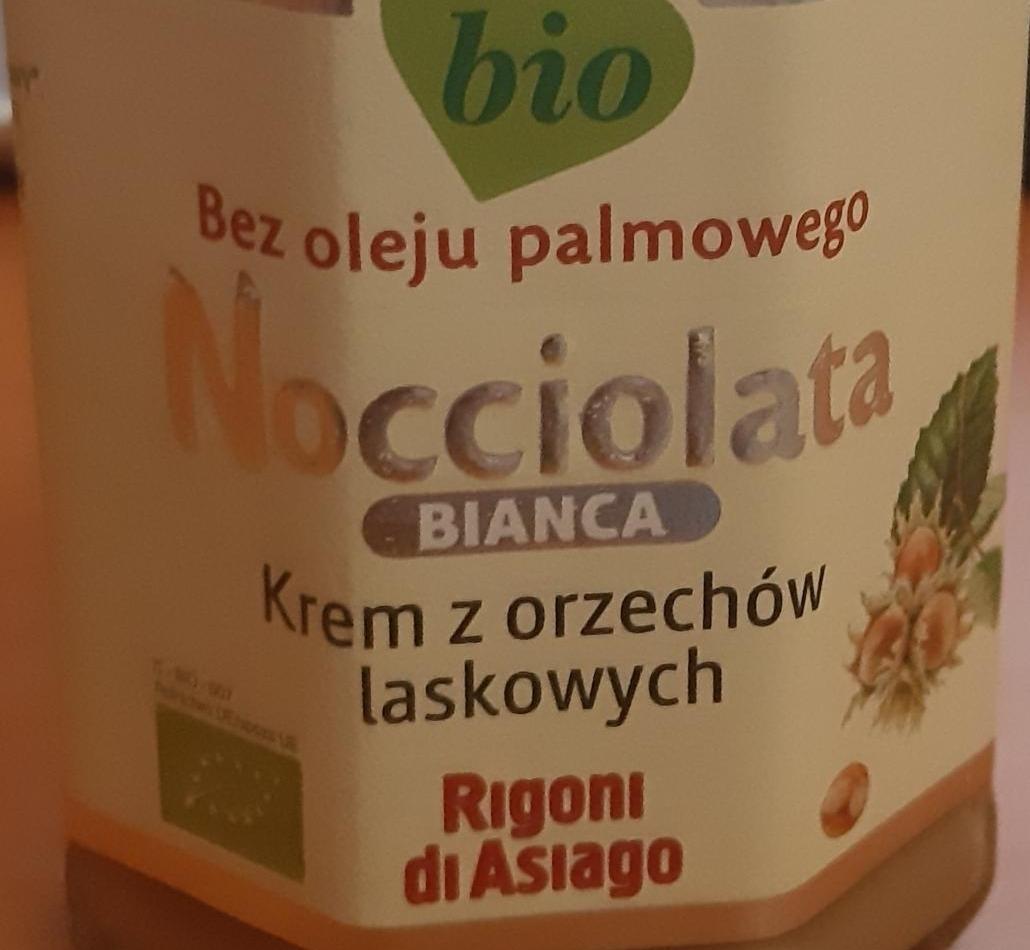 bio
Bez oleju palmowego
Nocciolata
BIANCA
Krem z orzechów
laskowych
Rigoni
di Asiago